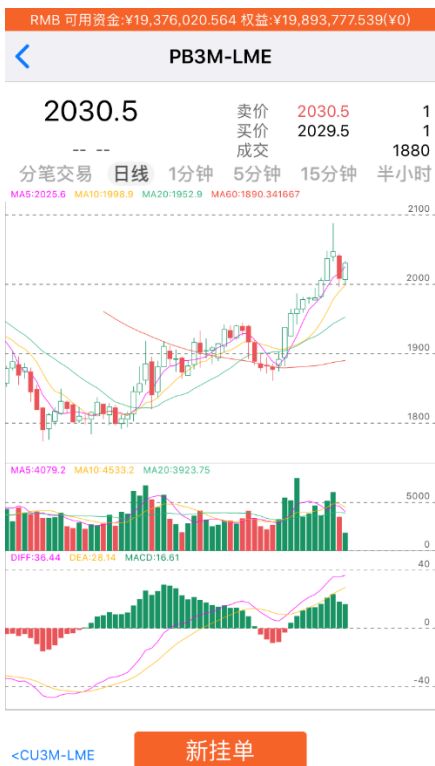 RMB 可用资金:¥19,376,020.564 权益:¥19,893,777.539(¥0)
PB3M-LME
2030.5 卖价 2030.5 1
买价 2029.5 1
-- -- 成交 1880
分笔交易 日线 1分钟 5分钟 15分钟 半小时
MA5:2025.6 MA10:1998.9 MA20:1952.9 MA60:1890.341667
2100
2000
1900
1800
MA5:4079.2 MA10:4533.2 MA20:3923.75
5000
0
DIFF:36.44 DEA:28.14 MACD:16.61
40
0
-40
<CU3M-LME 新挂单